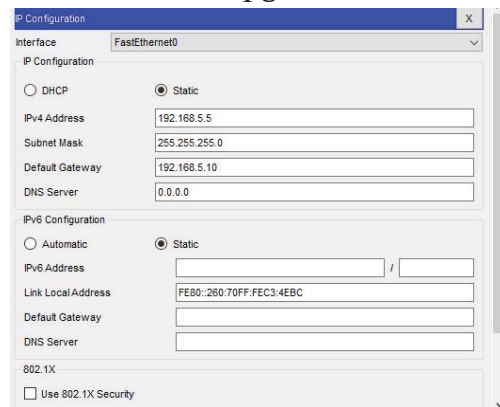 IP Configuration X
Interface FastEthernet0
IP Configuration
DHCP Static
IPv4 Address 192.168.5.5
Subnet Mask 255.255.255.0
Default Gateway 192.168.5.10
DNS Server 0.0.0.0
IPv6 Configuration
Automatic Static
IPv6 Address /
Link Local Address FE80::260:70FF:FEC3:4EBC
Default Gateway
DNS Server
802.1X
Use 802.1X Security